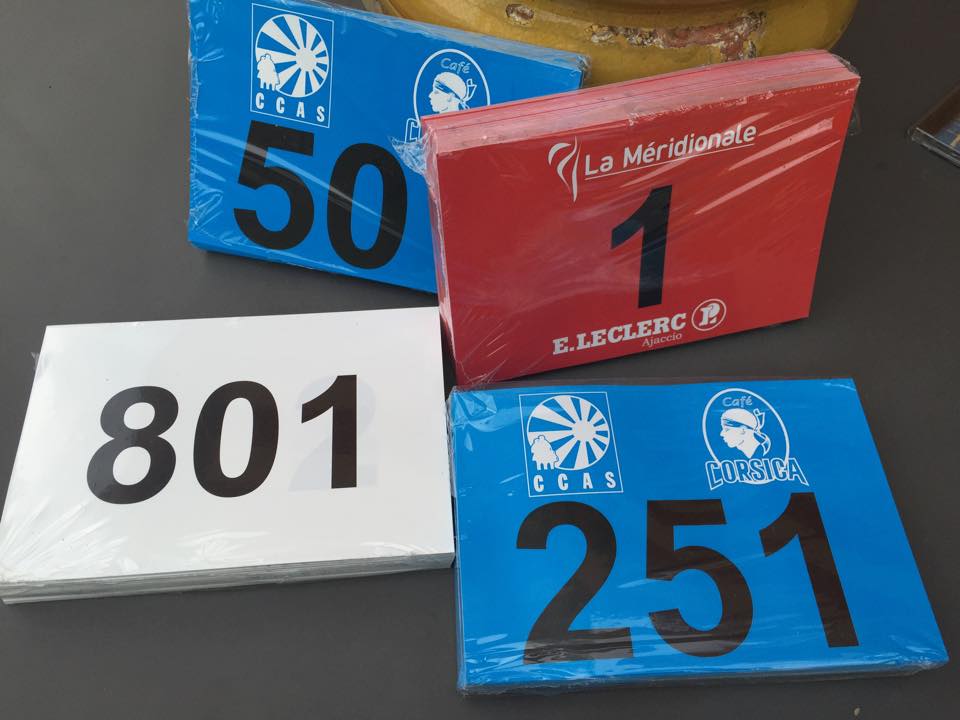 CCAS
Café
50
La Méridionale
1
E.LECLERC
Ajaccio
801
CCAS
Café
CORSICA
251